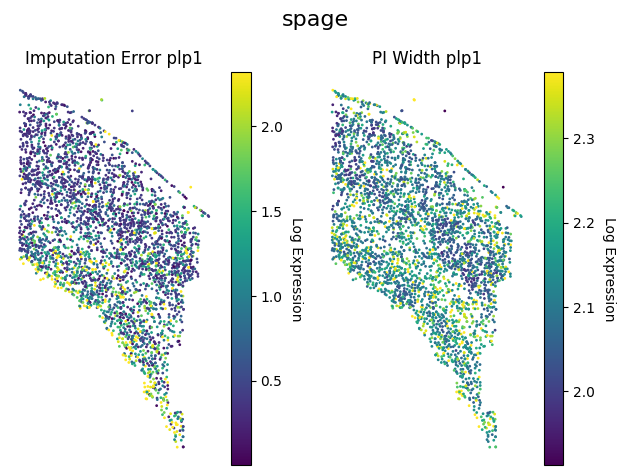 spage
Imputation Error plp1
PI Width plp1
2.0
1.5
1.0
0.5
Log Expression
2.3
2.2
2.1
2.0
Log Expression